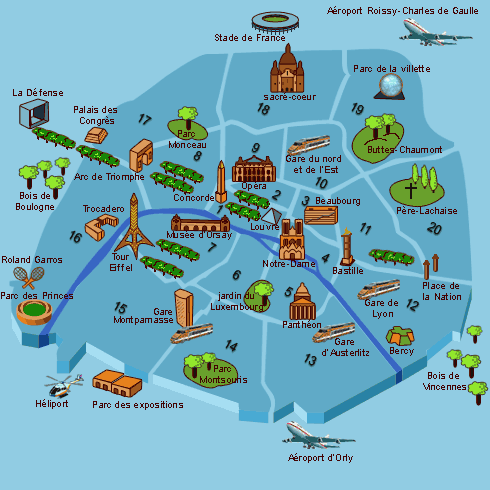 Aéroport Roissy-Charles de Gaulle
Stade de France
Parc de la villette
La Défense
sacré-coeur
Palais des
Congrès
17
18
19
Parc
Monceau
Buttes-Chaumont
8
9
Gare du nord
et de l'Est
Arc de Triomphe
Opéra
10
Bois de
Boulogne
Concorde
2
3
Beaubourg
Père-Lachaise
Trocadero
1
Louvre
Musée d'Orsay
11
20
16
7
Notre-Dame
4
Roland Garros
Tour
Eiffel
Bastille
6
Place de
la Nation
Parc des Princes
jardin du
Luxembourg
5
Gare de
Lyon
12
15
Gare
Montparnasse
Panthéon
Gare
d'Austerlitz
14
13
Bercy
Parc
Montsouris
Bois de
Vincennes
Héliport
Parc des expositions
Aéroport d'Orly